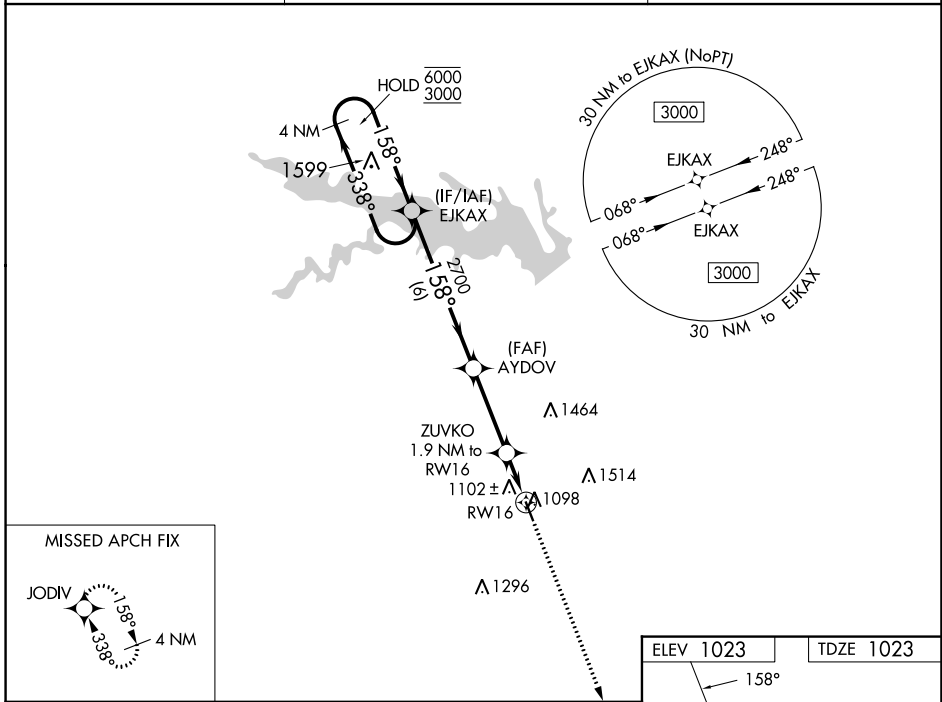 HOLD 6000
3000
4 NM
158°
1599
338°
(IF/IAF)
EJKAX
2700
158°
(6)
(FAF)
AYDOV
1464
ZUVKO
1.9 NM to
RW16
1514
1102 ±
1098
RW16
1296
30 NM to EJKAX (NoPT)
3000
EJKAX
248°
068°
248°
068°
EJKAX
3000
30 NM to EJKAX
MISSED APCH FIX
JODIV
158°
4 NM
338°
ELEV 1023
TDZE 1023
158°